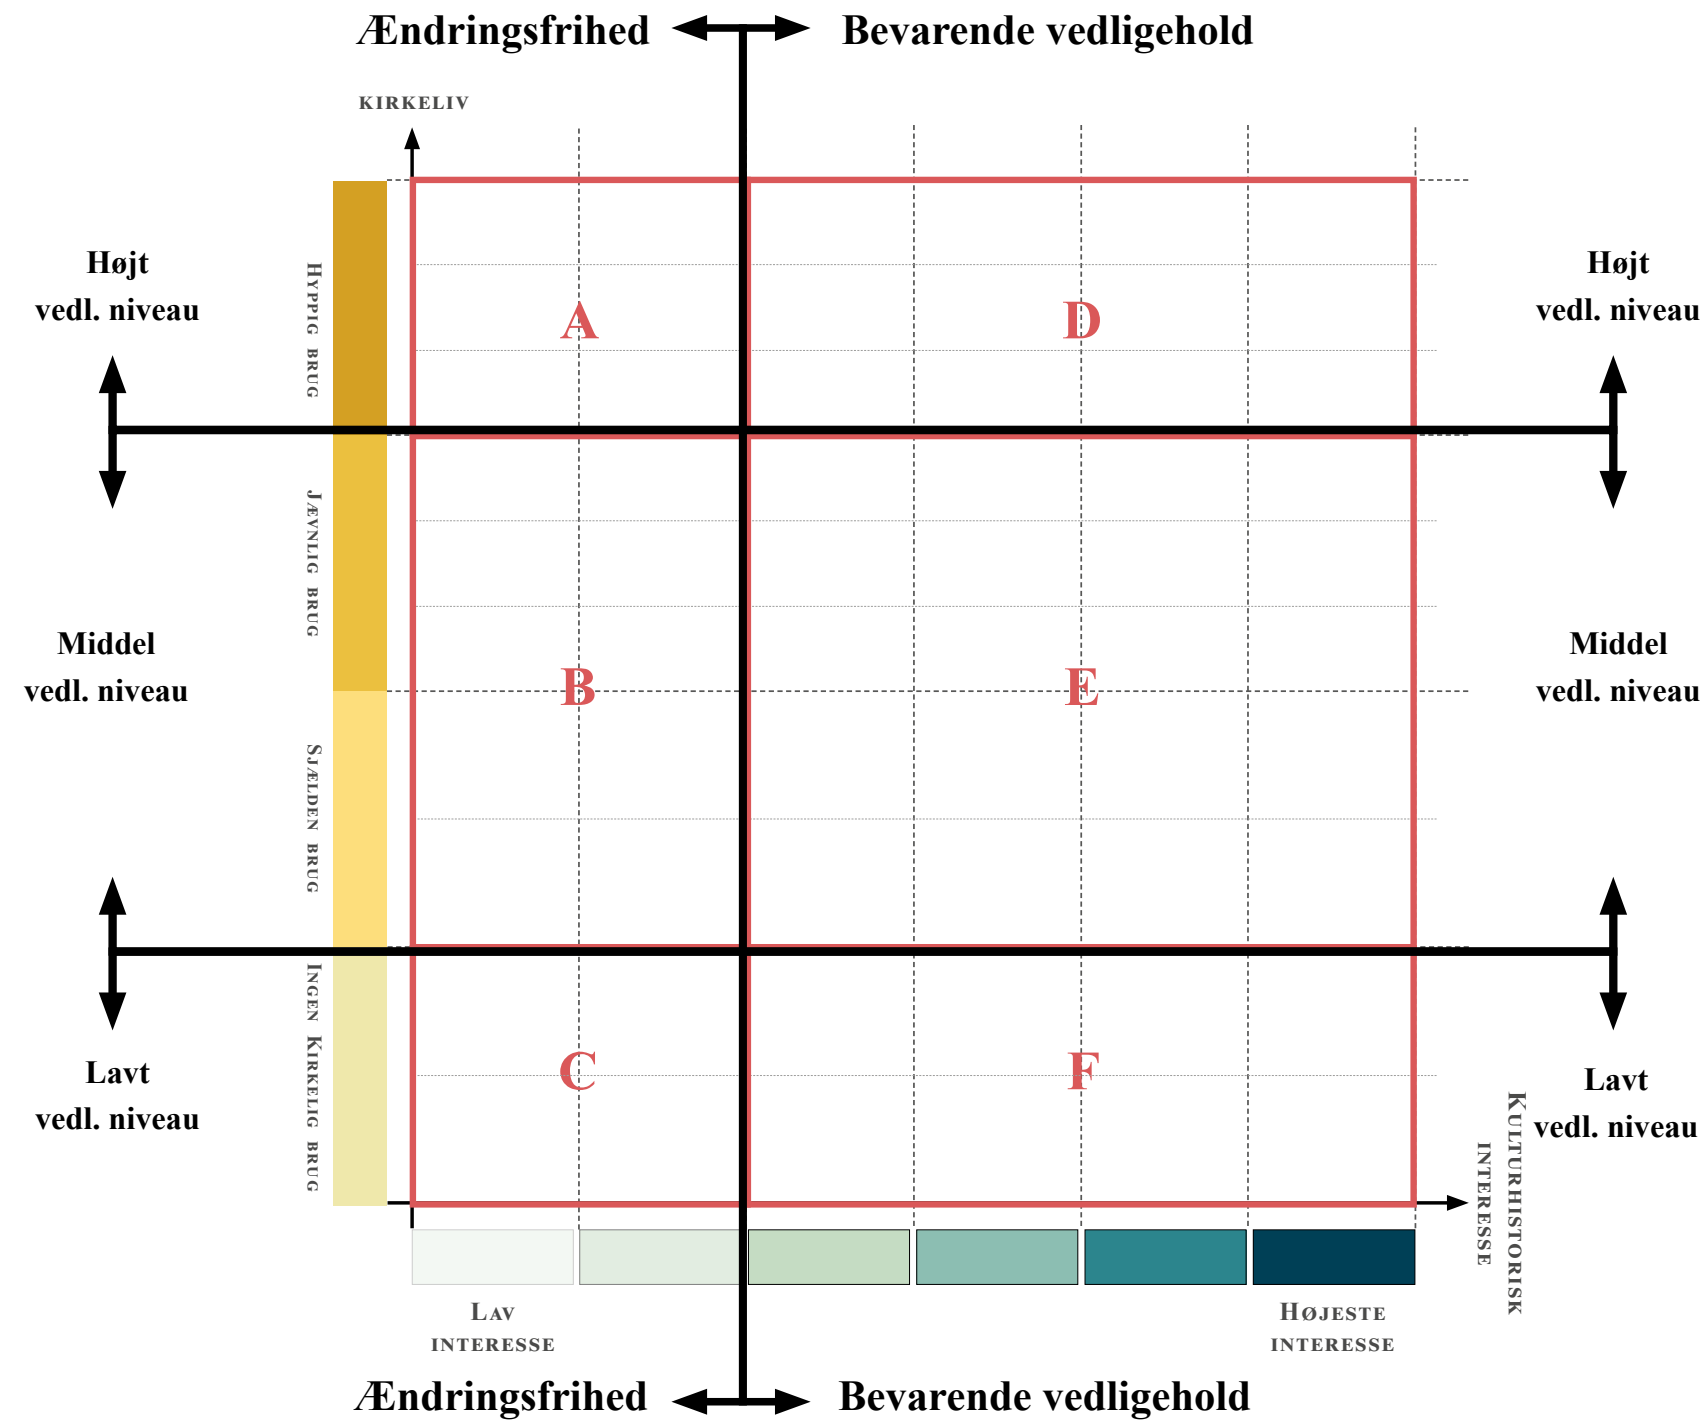 Ændringsfrihed
Bevarende vedligehold
KIRKELIV
Højt
vedl. niveau
Højt
vedl. niveau
HYPPIG BRUG
A
D
JÆVNLIG BRUG
Middel
vedl. niveau
Middel
vedl. niveau
B
E
SJÆLDEN BRUG
INGEN KIRKELIG BRUG
Lavt
vedl. niveau
Lavt
vedl. niveau
C
F
KULTURHISTORISK
INTERESSE
LAV
INTERESSE
HØJESTE
INTERESSE
Ændringsfrihed
Bevarende vedligehold